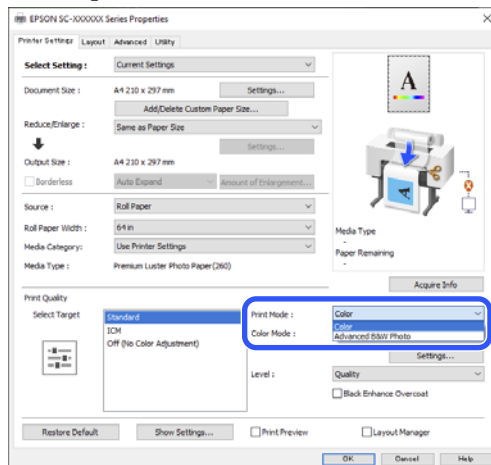 EPSON SC-XXXXXX Series Properties
Printer Settings Layout Advanced Utility
Select Setting : Current Settings
Document Size : A4 210 x 297 mm Settings...
Add/Delete Custom Paper Size...
Reduce/Enlarge : Same as Paper Size
Settings...
Output Size : A4 210 x 297 mm
Borderless Auto Expand Amount of Enlargement...
Source : Roll Paper
Roll Paper Width : 64 in
Media Category: Use Printer Settings
Media Type : Premium Luster Photo Paper(260)
A
Media Type
-
Paper Remaining
-
Acquire Info
Print Quality
Select Target Standard
ICM
Off (No Color Adjustment)
Print Mode : Color
Color
Color Mode : Advanced B&W Photo
Settings...
Level : Quality
Black Enhance Overcoat
Restore Default Show Settings... Print Preview Layout Manager
OK Cancel Help